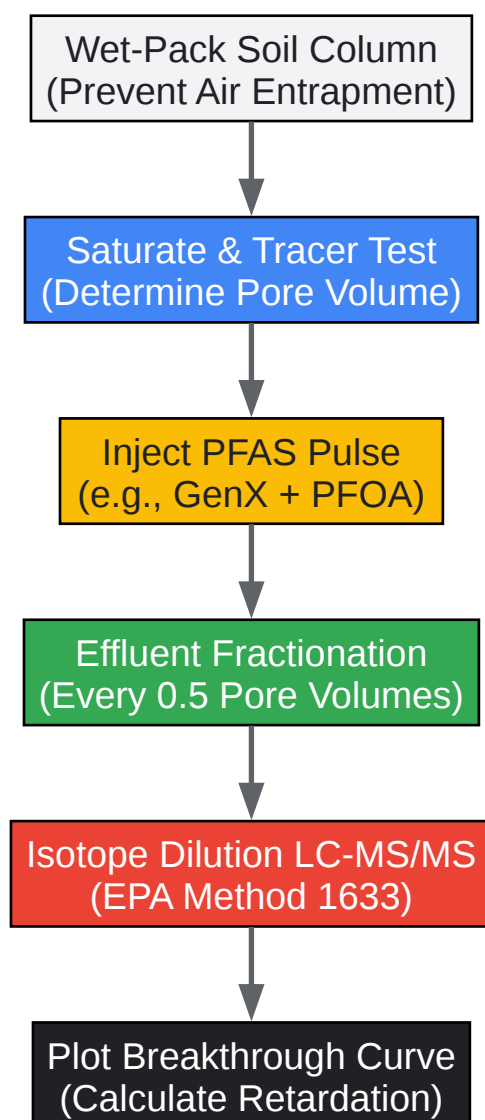 Wet-Pack Soil Column
(Prevent Air Entrapment)
Saturate & Tracer Test
(Determine Pore Volume)
Inject PFAS Pulse
(e.g., GenX + PFOA)
Effluent Fractionation
(Every 0.5 Pore Volumes)
Isotope Dilution LC-MS/MS
(EPA Method 1633)
Plot Breakthrough Curve
(Calculate Retardation)